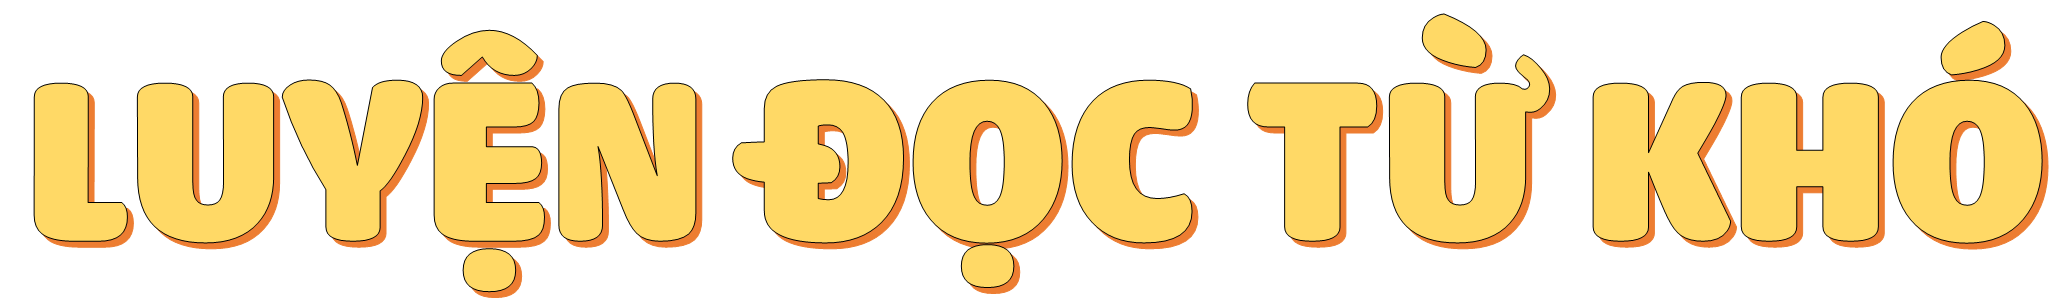 LUYỆN ĐỌC TỪ KHÓ